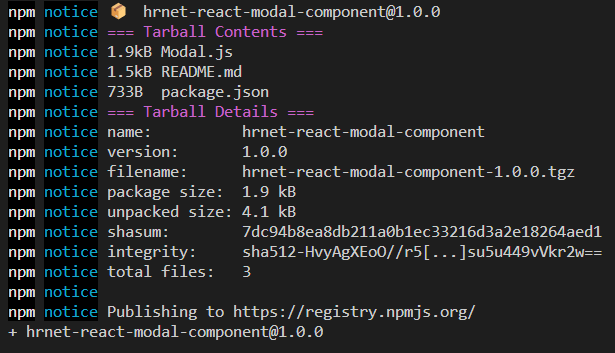 npm notice 📦  hrnet-react-modal-component@1.0.0
npm notice === Tarball Contents ===
npm notice 1.9kB Modal.js
npm notice 1.5kB README.md
npm notice 733B  package.json
npm notice === Tarball Details ===
npm notice name:          hrnet-react-modal-component
npm notice version:       1.0.0
npm notice filename:      hrnet-react-modal-component-1.0.0.tgz
npm notice package size:  1.9 kB
npm notice unpacked size: 4.1 kB
npm notice shasum:        7dc94b8ea8db211a0b1ec33216d3a2e18264aed1
npm notice integrity:     sha512-HvyAgXEoO//r5[...]su5u449vVkr2w==
npm notice total files:   3
npm notice
npm notice Publishing to https://registry.npmjs.org/
+ hrnet-react-modal-component@1.0.0